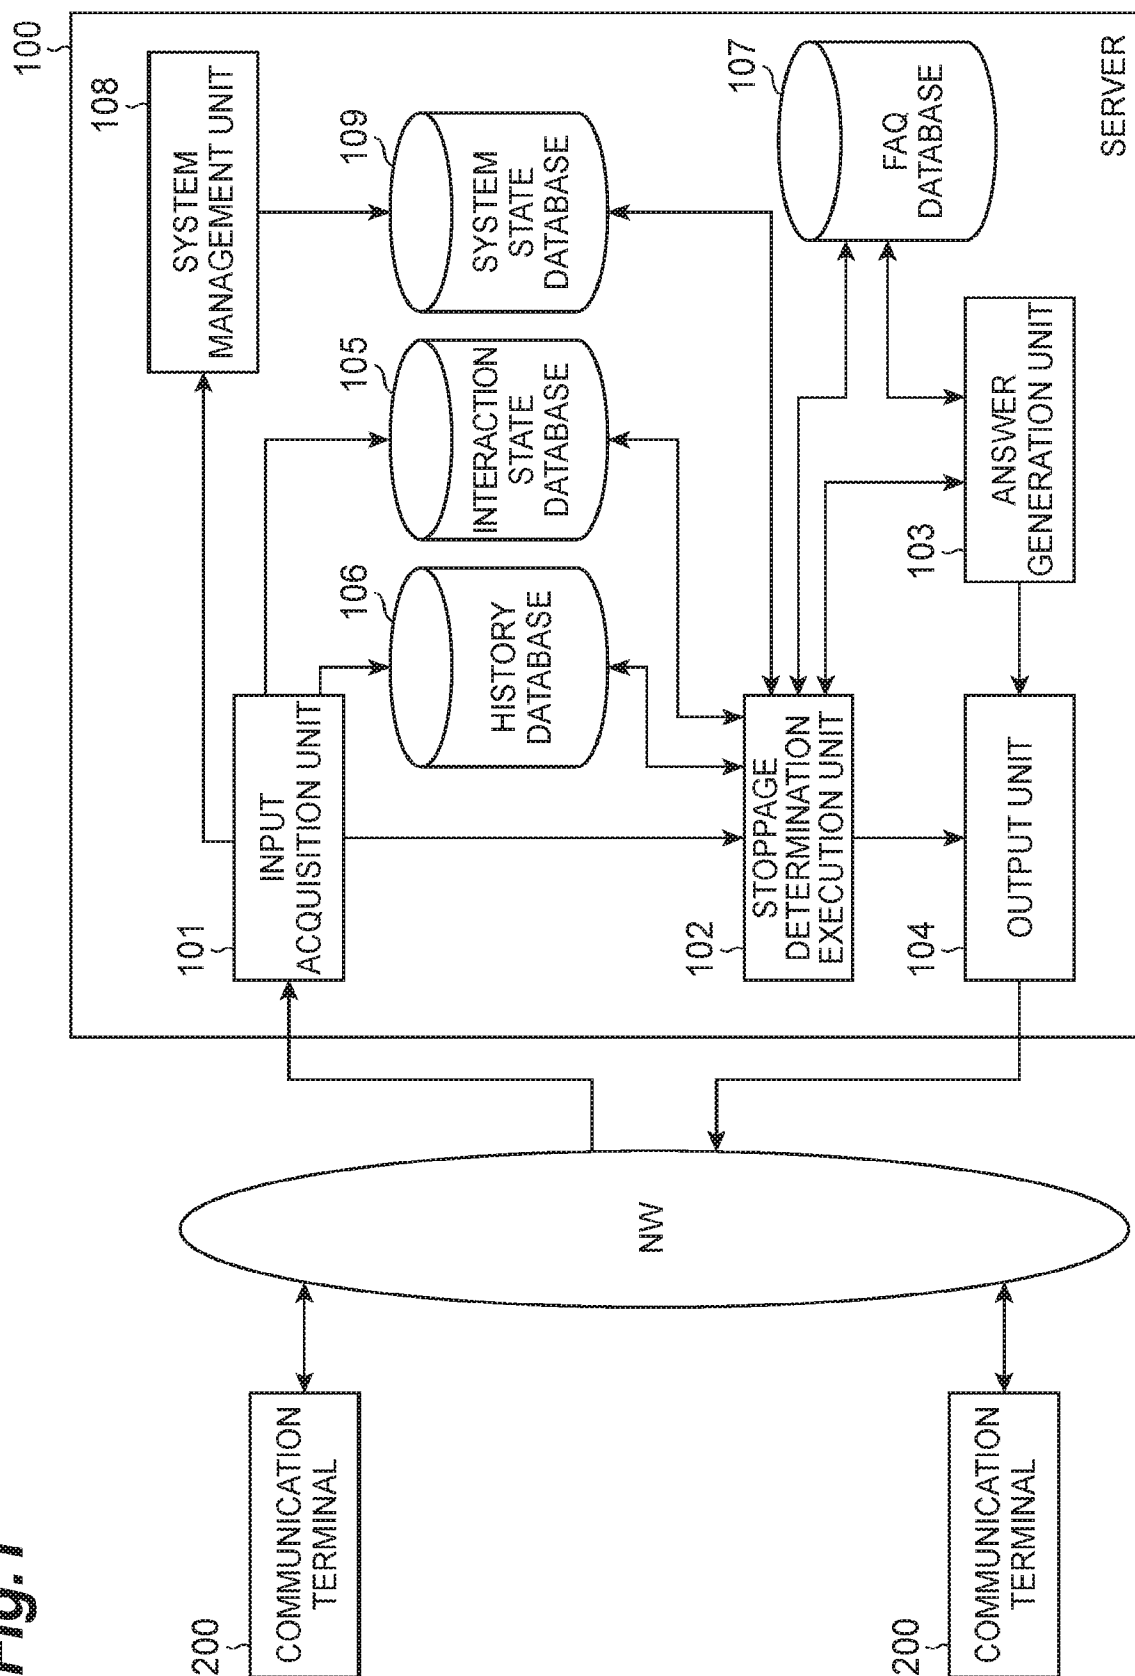 Fig.1
100
108
SYSTEM
MANAGEMENT UNIT
101
INPUT
ACQUISITION UNIT
106
HISTORY
DATABASE
105
INTERACTION
STATE
DATABASE
109
SYSTEM
STATE
DATABASE
107
FAQ
DATABASE
102
STOPPAGE
DETERMINATION
EXECUTION UNIT
103
ANSWER
GENERATION UNIT
104
OUTPUT UNIT
SERVER
NW
200
COMMUNICATION
TERMINAL
200
COMMUNICATION
TERMINAL